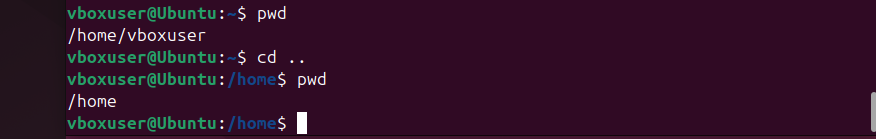 vboxuser@Ubuntu:~$ pwd
/home/vboxuser
vboxuser@Ubuntu:~$ cd ..
vboxuser@Ubuntu:/home$ pwd
/home
vboxuser@Ubuntu:/home$